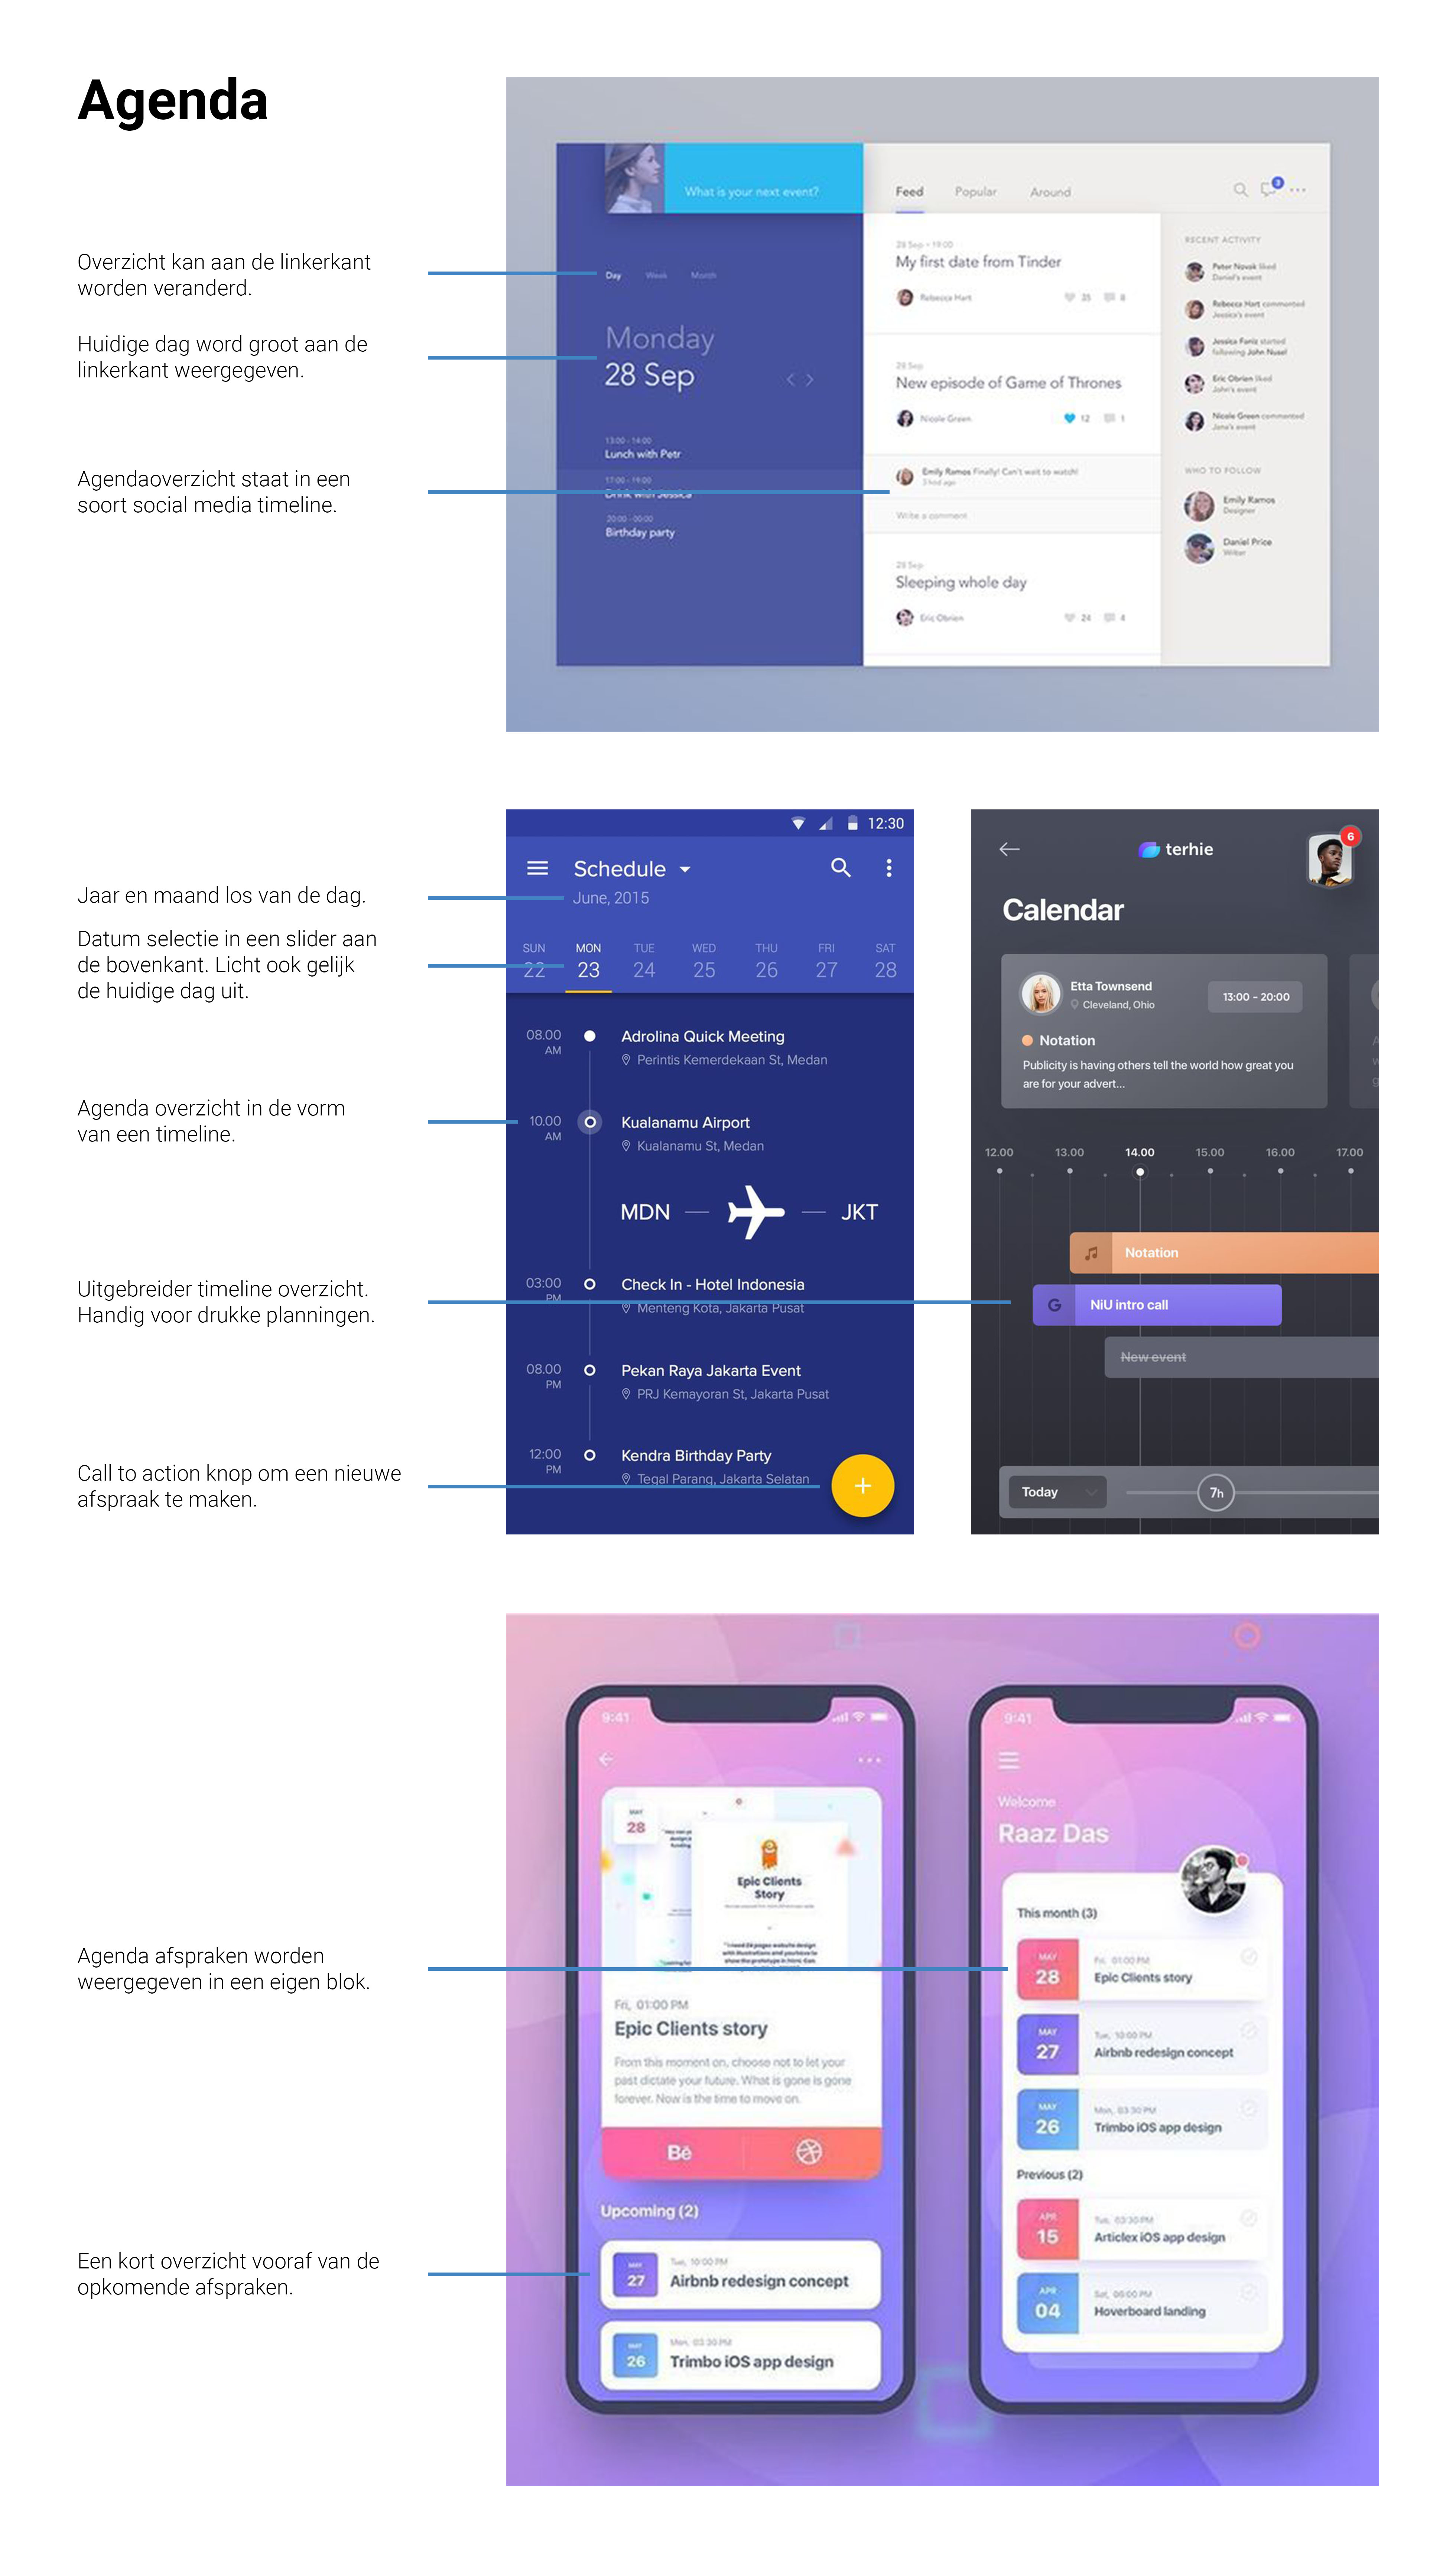 Agenda
Overzicht kan aan de linkerkant
worden veranderd.
Huidige dag word groot aan de
linkerkant weergegeven.
Agendaoverzicht staat in een
soort social media timeline.
What is your next event?
Day Week Month
Monday
28 Sep
13:00 - 14:00
Lunch with Petr
17:00 - 19:00
Drink with Jessica
20:00 - 00:00
Birthday party
Feed Popular Around
3
28 Sep • 19:00
My first date from Tinder
Rebecca Hart 35 8
28 Sep
New episode of Game of Thrones
Nicole Green 12 1
Emily Ramos Finally! Can't wait to watch!
Write a comment
28 Sep
Sleeping whole day
Eric Obrien 24 4
RECENT ACTIVITY
Peter Novak liked
Daniel's event
Rebecca Hart commented
Jessica's event
Jessica Faniz started
following John Nusel
Eric Obrien liked
John's event
Nicole Green commented
Jana's event
WHO TO FOLLOW
Emily Ramos
Designer
Daniel Price
Writer
Jaar en maand los van de dag.
Datum selectie in een slider aan
de bovenkant. Licht ook gelijk
de huidige dag uit.
Agenda overzicht in de vorm
van een timeline.
Uitgebreider timeline overzicht.
Handig voor drukke planningen.
Call to action knop om een nieuwe
afspraak te maken.
12:30
Schedule
June, 2015
SUN MON TUE WED THU FRI SAT
22 23 24 25 26 27 28
08.00 Adrolina Quick Meeting
AM Perintis Kemerdekaan St, Medan
10.00 Kualanamu Airport
AM Kualanamu St, Medan
MDN — — JKT
03:00 Check In - Hotel Indonesia
PM Menteng Kota, Jakarta Pusat
08.00 Pekan Raya Jakarta Event
PM PRJ Kemayoran St, Jakarta Pusat
12:00 Kendra Birthday Party
PM Tegal Parang, Jakarta Selatan
+
terhie
6
Calendar
Etta Townsend
Cleveland, Ohio
13:00 - 20:00
Notation
Publicity is having others tell the world how great you
are for your advert...
12.00 13.00 14.00 15.00 16.00 17.00
Notation
G NiU intro call
New event
Today 7h
Agenda afspraken worden
weergegeven in een eigen blok.
Een kort overzicht vooraf van de
opkomende afspraken.
9:41
MAY
28
Epic Clients
Story
Fri, 01:00 PM
Epic Clients story
From this moment on, choose not to let your
past dictate your future. What is gone is gone
forever. Now is the time to move on.
Bē
Upcoming (2)
MAY
27
Tue, 10:00 PM
Airbnb redesign concept
MAY
26
Mon, 03:30 PM
Trimbo iOS app design
9:41
Welcome
Raaz Das
This month (3)
MAY
28
Fri, 01:00 PM
Epic Clients story
MAY
27
Tue, 10:00 PM
Airbnb redesign concept
MAY
26
Mon, 03:30 PM
Trimbo iOS app design
Previous (2)
APR
15
Tue, 03:30 PM
Articlex iOS app design
APR
04
Sat, 06:00 PM
Hoverboard landing